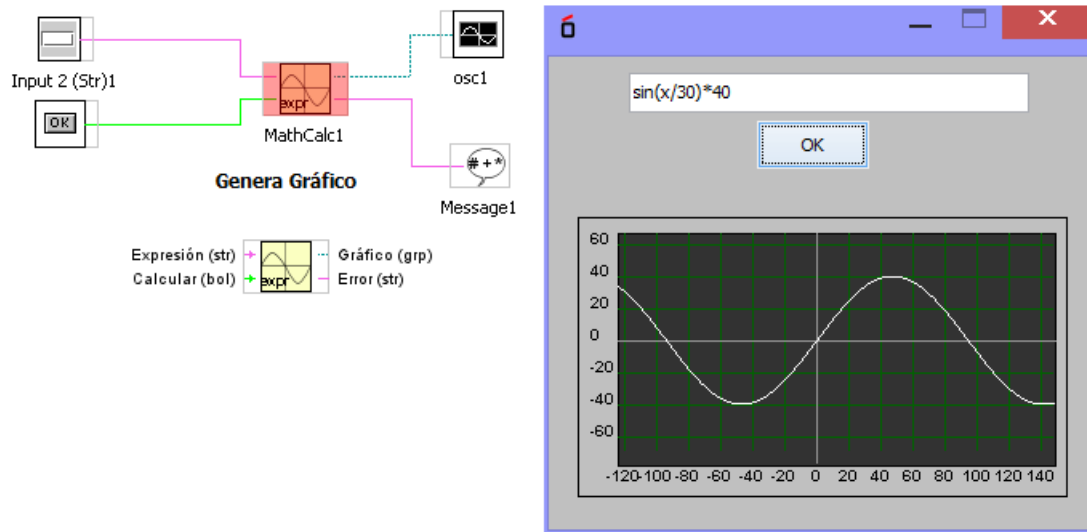 Input 2 (Str)1
OK
expr
MathCalc1
osc1
#+*
Message1
Genera Gráfico
Expresión (str)
Calcular (bol)
expr
Gráfico (grp)
Error (str)
sin(x/30)*40
OK
60
40
20
0
-20
-40
-60
-120 -100 -80 -60 -40 -20 0 20 40 60 80 100 120 140